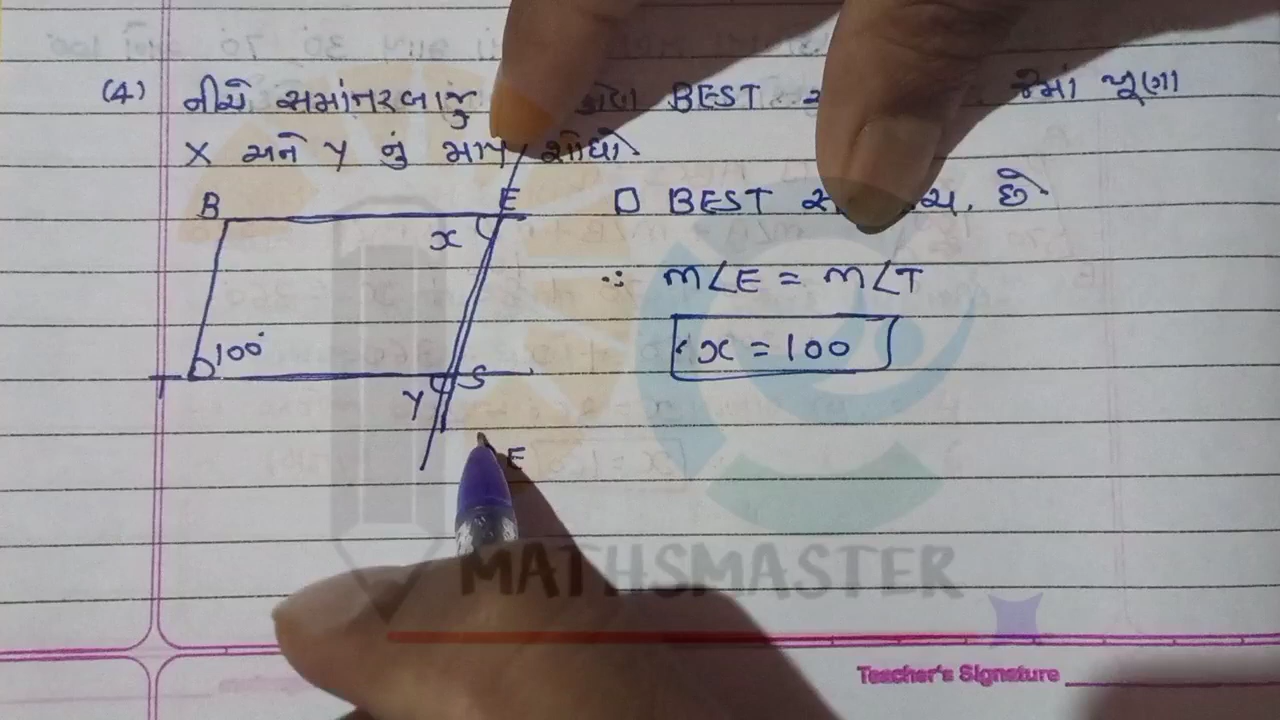 (4) નીચે સમાંતરબાજુ BEST જેમાં ખૂણા
X અને Y નું માપ શોધો.
B E
x
□ BEST છે
∴ m∠E = m∠T
100°
x = 100
Y S
E
MATHSMASTER
Teacher's Signature